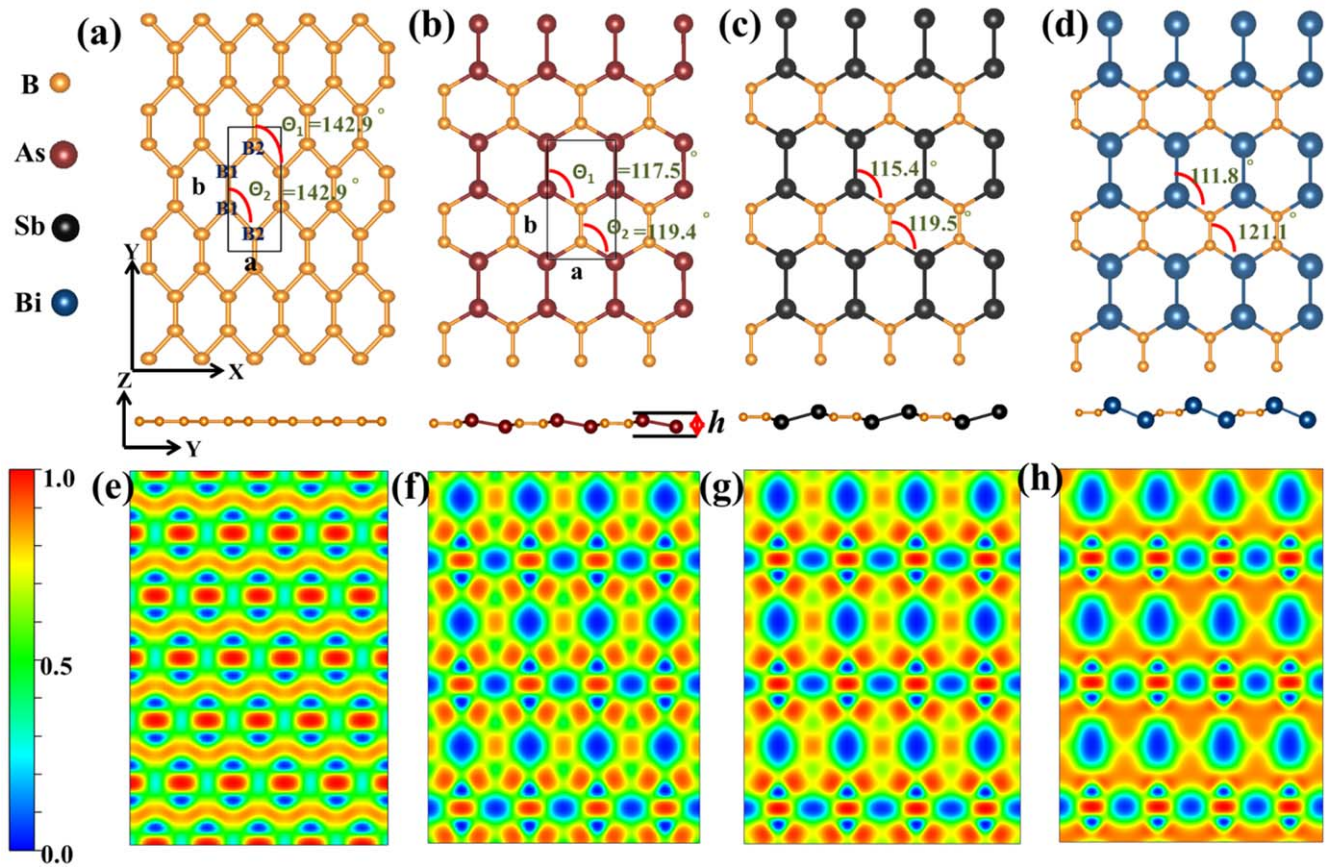 (a)
(b)
(c)
(d)
B
As
Sb
Bi
Θ₁ =142.9°
B2
B1
b
Θ₂ =142.9°
B1
B2
a
Y
X
Z
Y
Θ₁ =117.5°
b
Θ₂ =119.4°
a
h
115.4°
119.5°
111.8°
121.1°
(e)
(f)
(g)
(h)
1.0
0.5
0.0